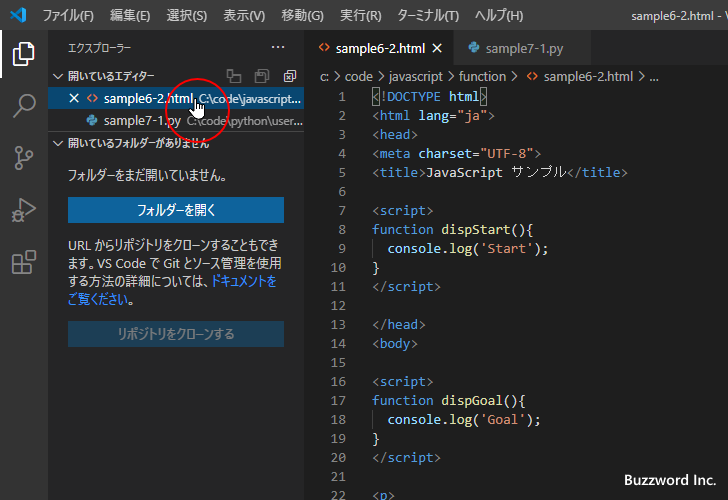 ファイル(F) 編集(E) 選択(S) 表示(V) 移動(G) 実行(R) ターミナル(T) ヘルプ(H) sample6-2.html - V
エクスプローラー ...
開いているエディター
sample6-2.html C:\code\javascript...
sample7-1.py C:\code\python\user...
開いているフォルダーがありません
フォルダーをまだ開いていません。
フォルダーを開く
URL からリポジトリをクローンすることもでき
ます。VS Code で Git とソース管理を使用
する方法の詳細については、ドキュメントを
ご覧ください。
リポジトリをクローンする
sample6-2.html sample7-1.py
c: > code > javascript > function > sample6-2.html > ...
1 <!DOCTYPE html>
2 <html lang="ja">
3 <head>
4 <meta charset="UTF-8">
5 <title>JavaScript サンプル</title>
6
7 <script>
8 function dispStart(){
9 console.log('Start');
10 }
11 </script>
12
13 </head>
14 <body>
15
16 <script>
17 function dispGoal(){
18 console.log('Goal');
19 }
20 </script>
21
22 <p>
Buzzword Inc.